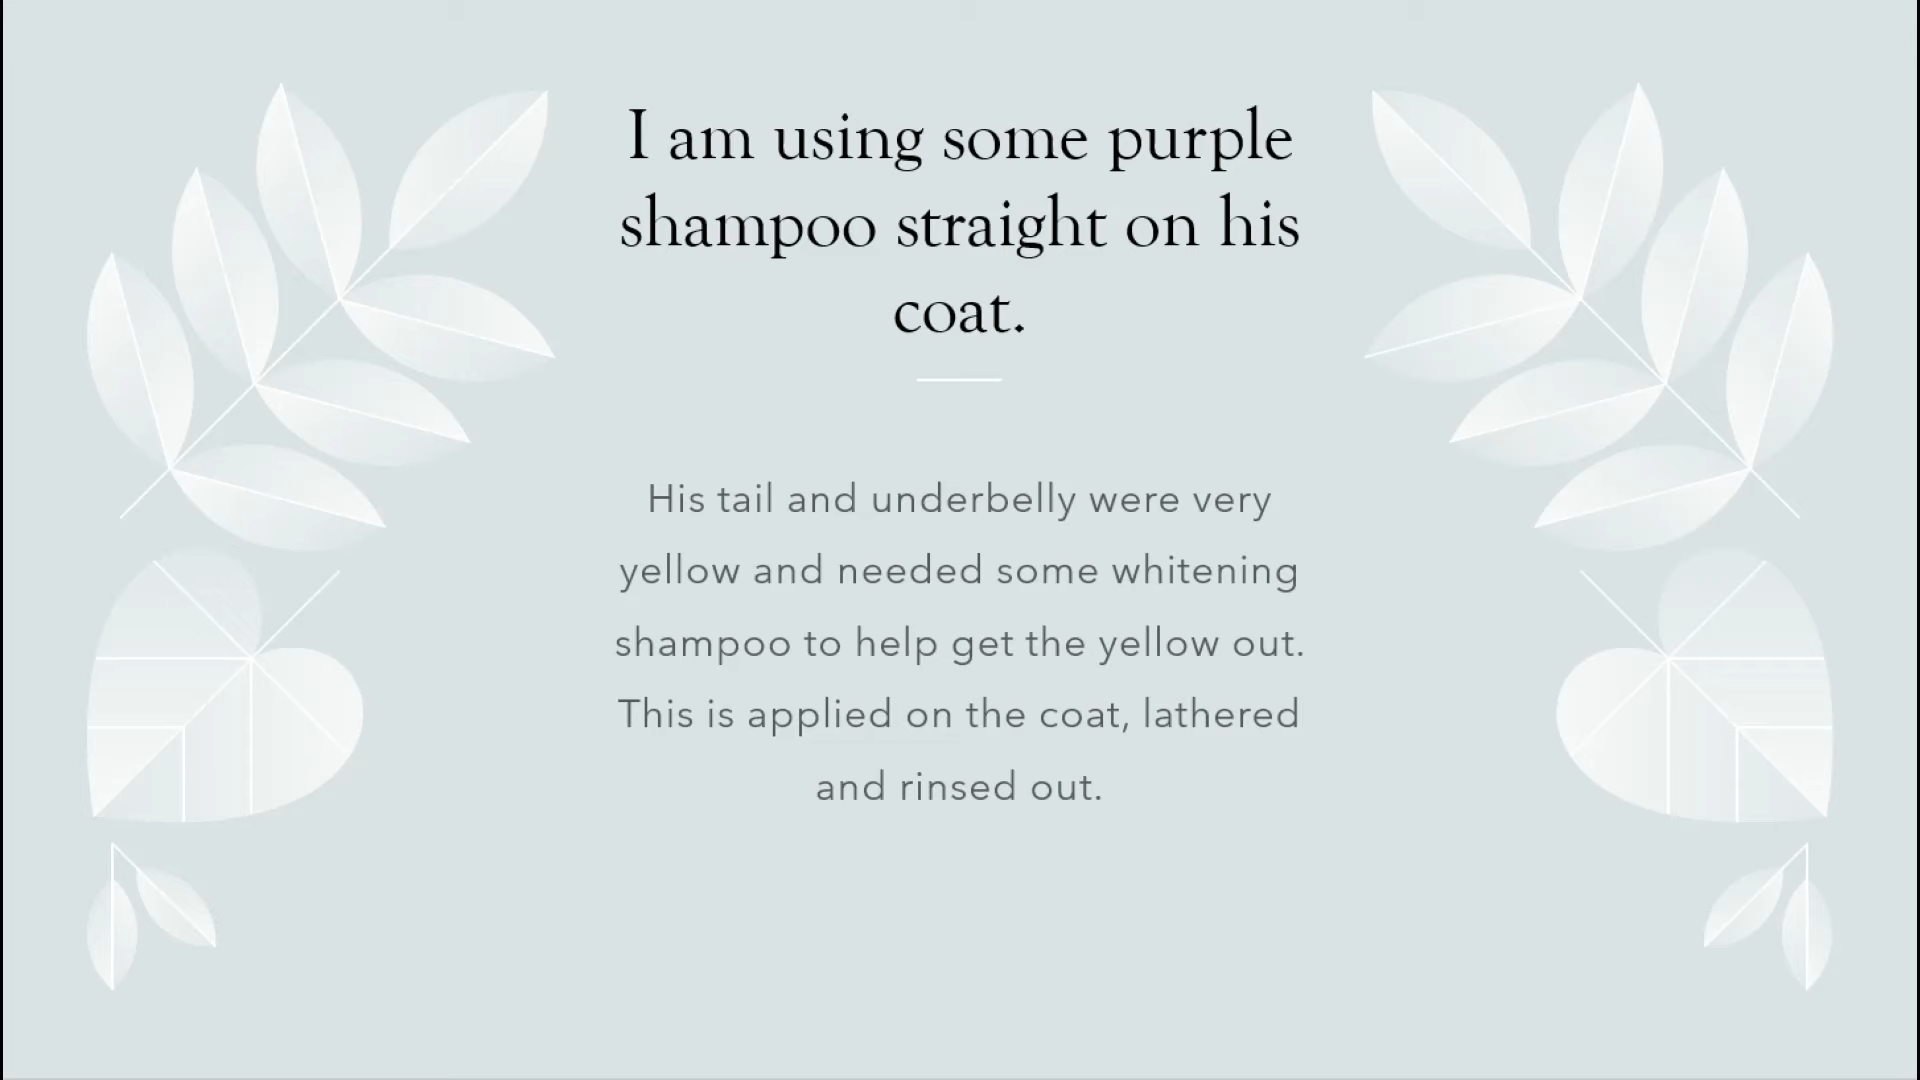 I am using some purple
shampoo straight on his
coat.
His tail and underbelly were very
yellow and needed some whitening
shampoo to help get the yellow out.
This is applied on the coat, lathered
and rinsed out.